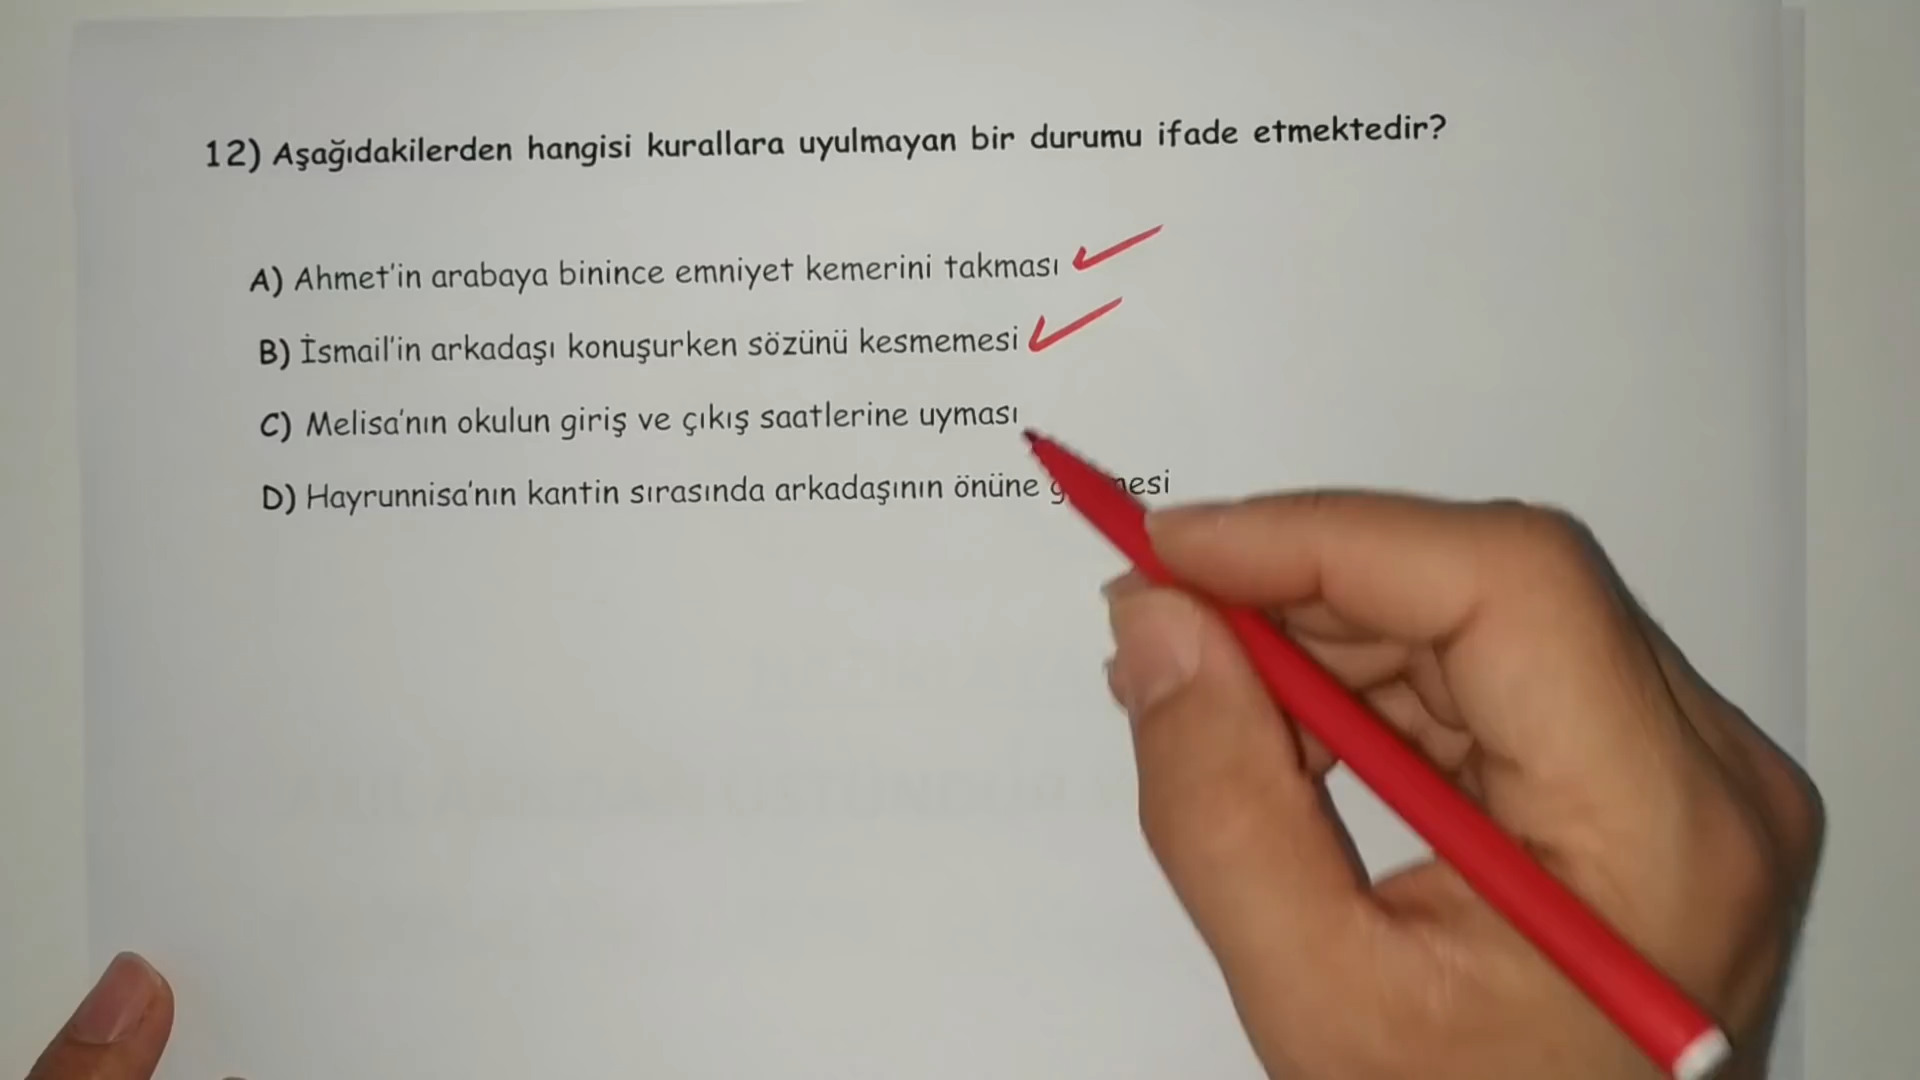 12) Aşağıdakilerden hangisi kurallara uyulmayan bir durumu ifade etmektedir?
A) Ahmet'in arabaya binince emniyet kemerini takması
B) İsmail'in arkadaşı konuşurken sözünü kesmemesi
C) Melisa'nın okulun giriş ve çıkış saatlerine uyması
D) Hayrunnisa'nın kantin sırasında arkadaşının önüne